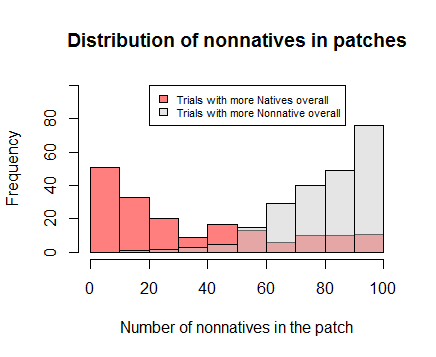 Distribution of nonnatives in patches
Trials with more Natives overall
Trials with more Nonnative overall
Frequency
80
60
40
20
0
0 20 40 60 80 100
Number of nonnatives in the patch